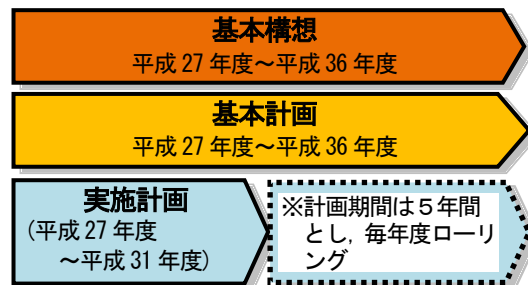 基本構想
平成 27 年度～平成 36 年度
基本計画
平成 27 年度～平成 36 年度
実施計画
(平成 27 年度
～平成 31 年度)
※計画期間は５年間
とし，毎年度ローリ
ング